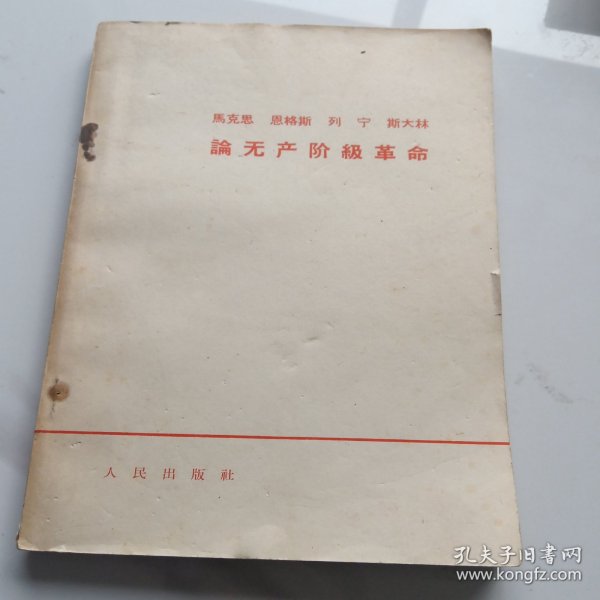 馬克思 恩格斯 列宁 斯大林
論无产阶級革命
人民出版社
孔夫子旧書网
www.kongfz.com